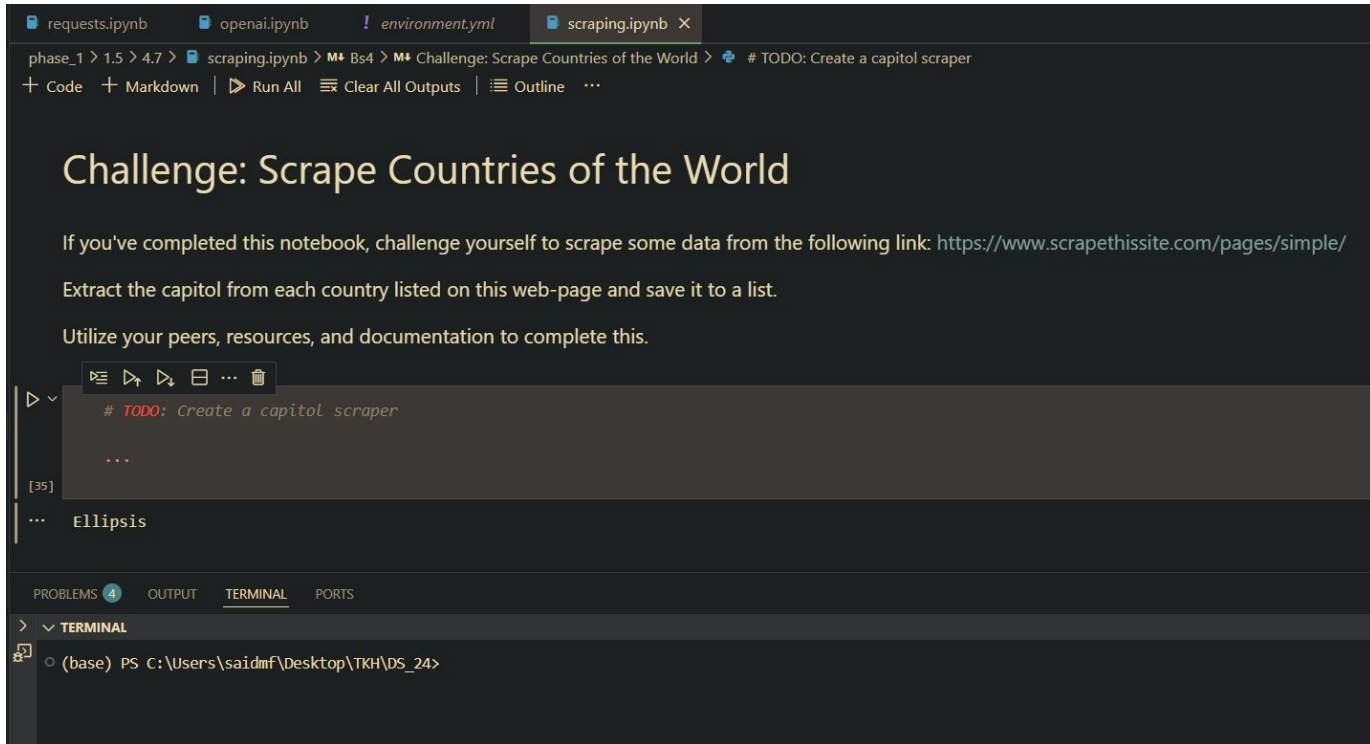 requests.ipynb openai.ipynb ! environment.yml scraping.ipynb ×
phase_1 > 1.5 > 4.7 > scraping.ipynb > M↓ Bs4 > M↓ Challenge: Scrape Countries of the World > # TODO: Create a capitol scraper
+ Code + Markdown | Run All Clear All Outputs | Outline ...
Challenge: Scrape Countries of the World
If you've completed this notebook, challenge yourself to scrape some data from the following link: https://www.scrapethissite.com/pages/simple/
Extract the capitol from each country listed on this web-page and save it to a list.
Utilize your peers, resources, and documentation to complete this.
# TODO: Create a capitol scraper
...
[35]
... Ellipsis
PROBLEMS 4 OUTPUT TERMINAL PORTS
> TERMINAL
(base) PS C:\Users\saidmf\Desktop\TKH\DS_24>